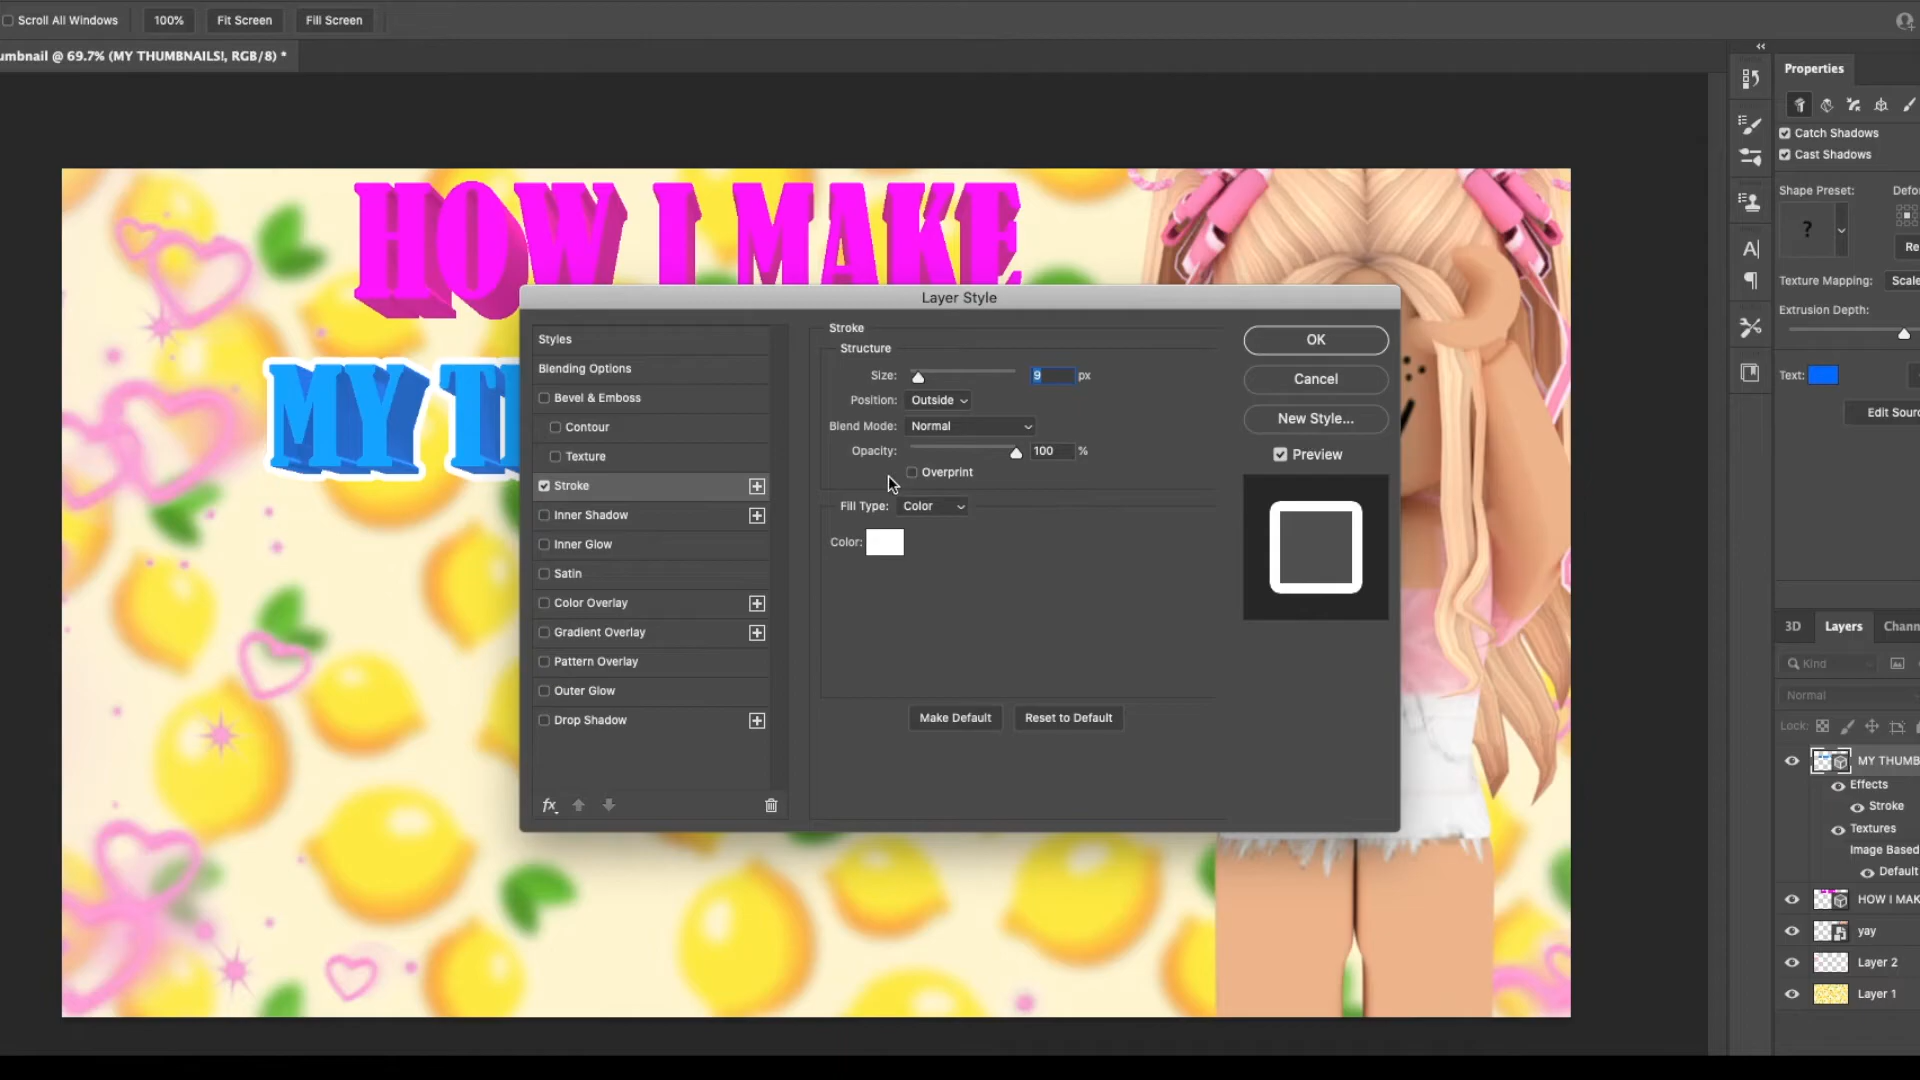 Scroll All Windows 100% Fit Screen Fill Screen
umbnail @ 69.7% (MY THUMBNAILS!, RGB/8) *
HOW I MAKE
MY
Layer Style
Styles
Blending Options
Bevel & Emboss
Contour
Texture
Stroke
Inner Shadow
Inner Glow
Satin
Color Overlay
Gradient Overlay
Pattern Overlay
Outer Glow
Drop Shadow
fx
Stroke
Structure
Size: 9 px
Position: Outside
Blend Mode: Normal
Opacity: 100 %
Overprint
Fill Type: Color
Color:
Make Default Reset to Default
OK
Cancel
New Style...
Preview
Properties
Catch Shadows
Cast Shadows
Shape Preset: Defor
?
Re
Texture Mapping: Scale
Extrusion Depth:
Text:
Edit Sour
3D Layers Chann
Kind
Normal
Lock:
MY THUMB
Effects
Stroke
Textures
Image Based
Default
HOW I MAK
yay
Layer 2
Layer 1